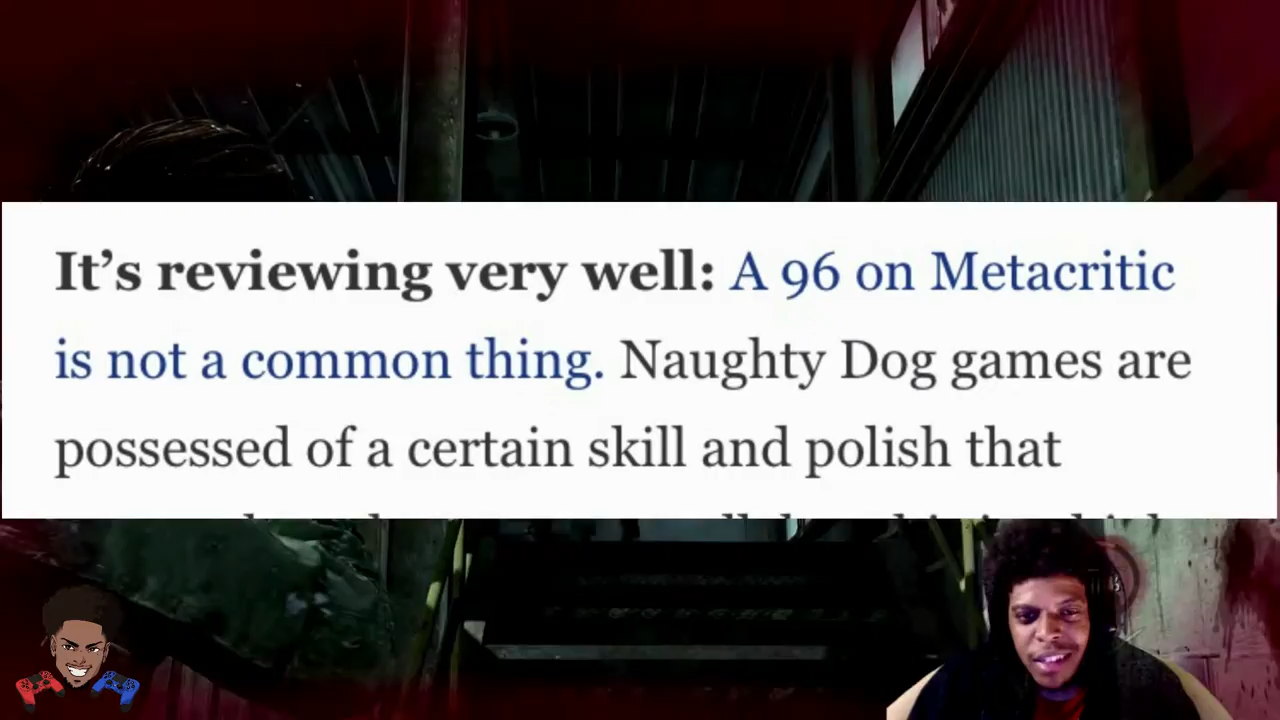 It’s reviewing very well: A 96 on Metacritic
is not a common thing. Naughty Dog games are
possessed of a certain skill and polish that